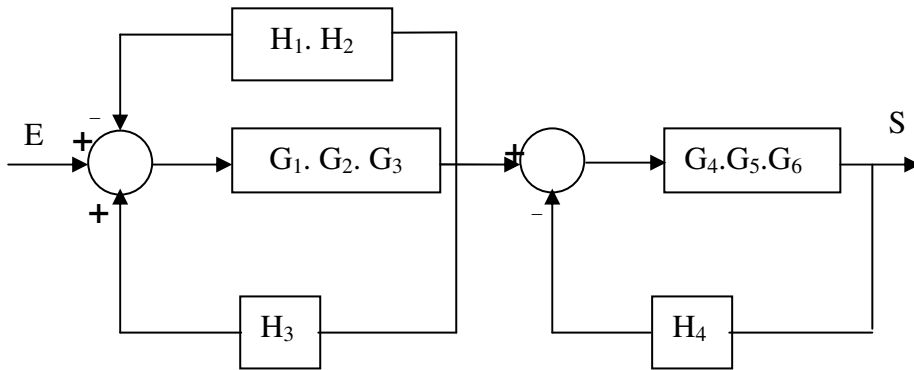 H₁. H₂
−
+
E
G₁. G₂. G₃
+
G₄.G₅.G₆
S
+
−
H₃
H₄